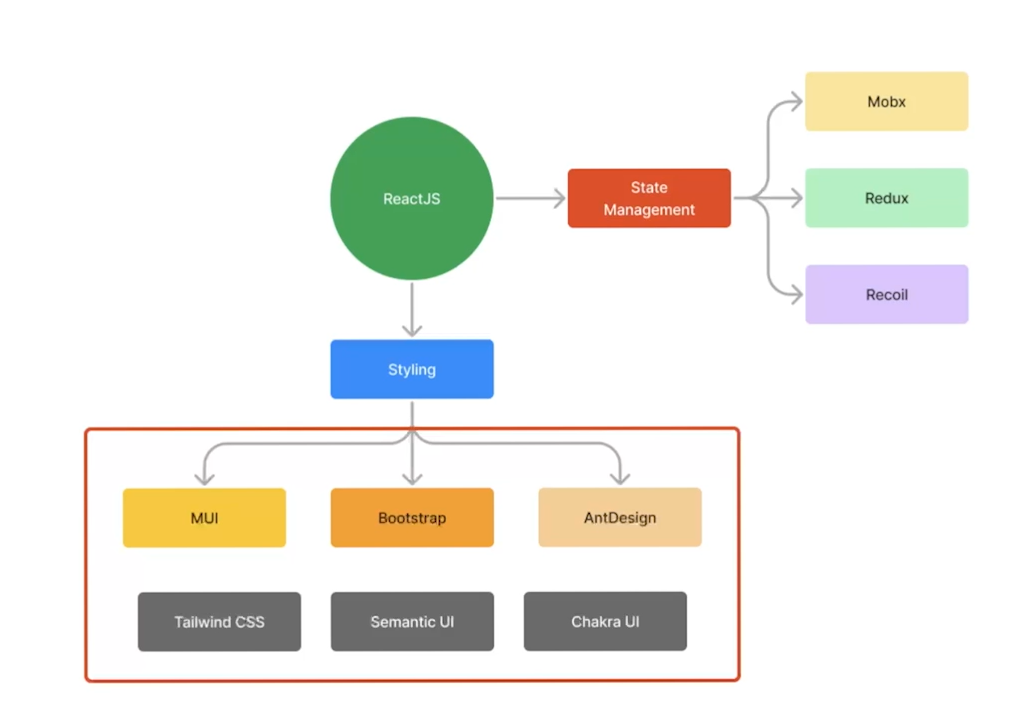 Mobx
ReactJS
State
Management
Redux
Recoil
Styling
MUI
Bootstrap
AntDesign
Tailwind CSS
Semantic UI
Chakra UI